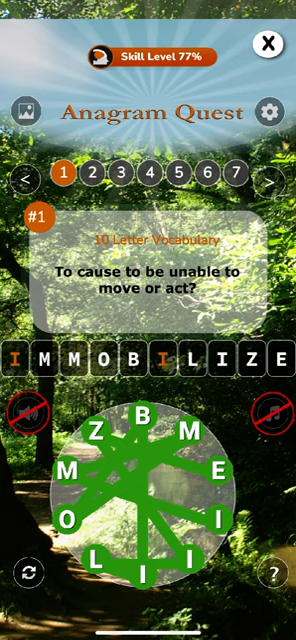 X
Skill Level 77%
Anagram Quest
< 1 2 3 4 5 6 7 >
#1
10 Letter Vocabulary
To cause to be unable to
move or act?
I M M O B I L I Z E
B
Z M
M E
O I
L I
I
?